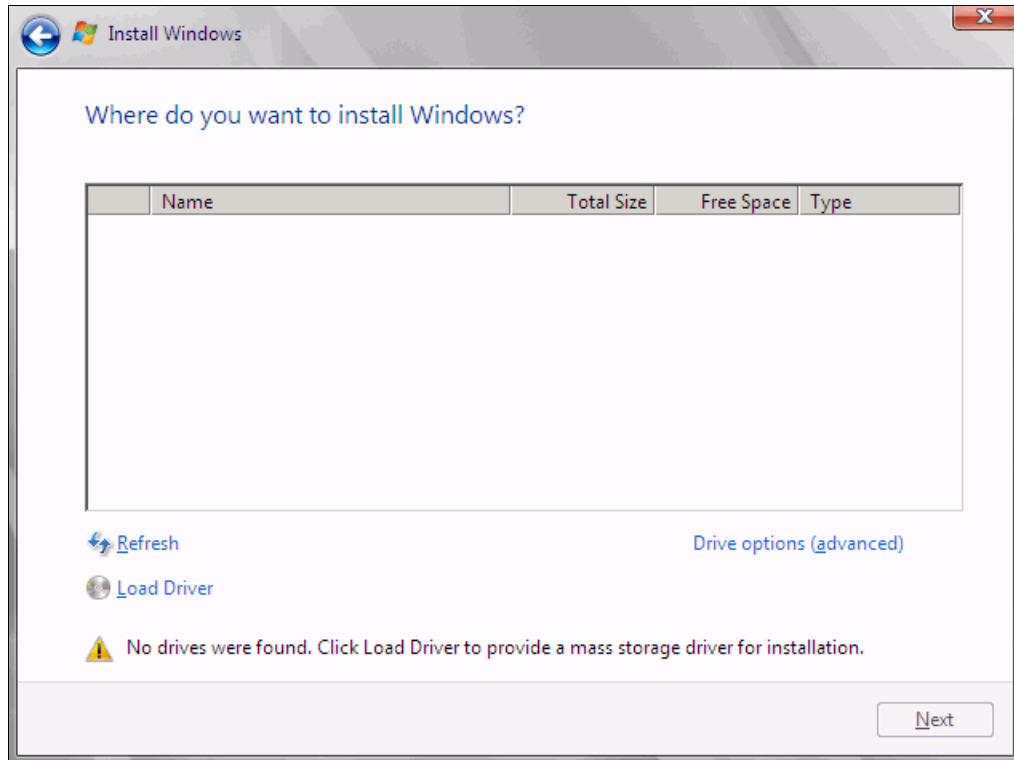 Install Windows
Where do you want to install Windows?
Name Total Size Free Space Type
Refresh Drive options (advanced)
Load Driver
No drives were found. Click Load Driver to provide a mass storage driver for installation.
Next